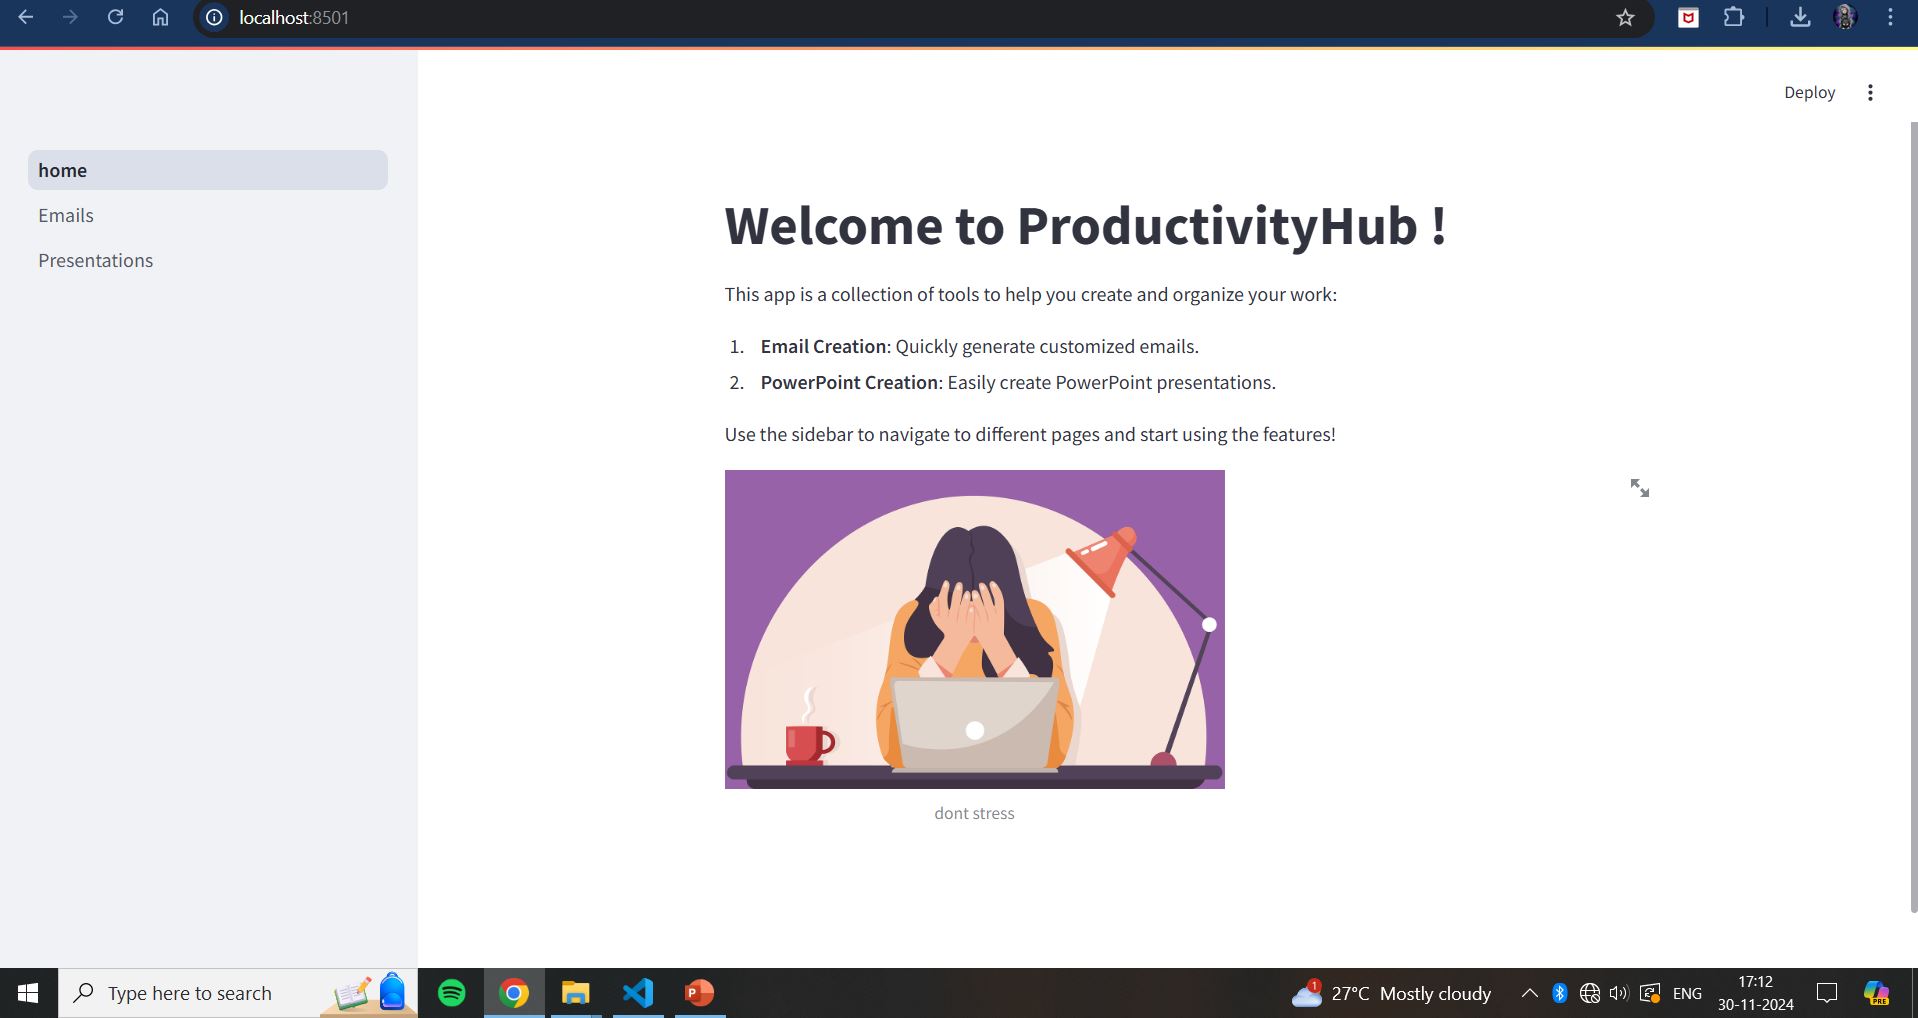 localhost:8501
Deploy
home
Emails
Presentations
Welcome to ProductivityHub !
This app is a collection of tools to help you create and organize your work:
1. Email Creation: Quickly generate customized emails.
2. PowerPoint Creation: Easily create PowerPoint presentations.
Use the sidebar to navigate to different pages and start using the features!
dont stress
Type here to search
P
1
27°C Mostly cloudy
ENG
17:12
30-11-2024
PRE